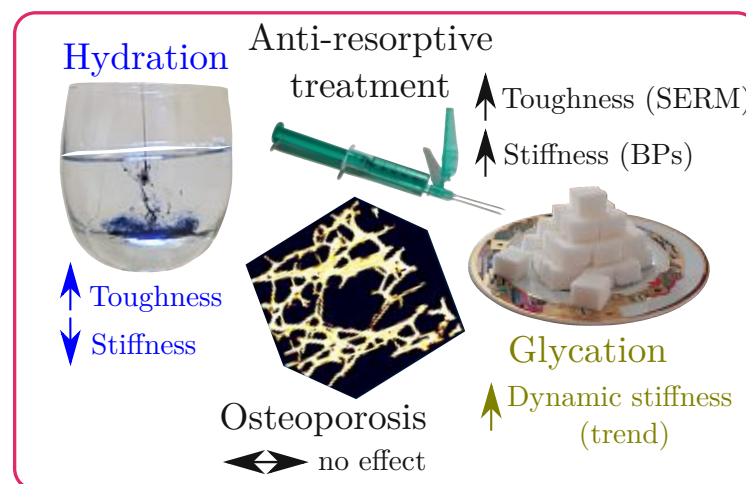 Hydration
Anti-resorptive
treatment
Toughness (SERM)
Stiffness (BPs)
Toughness
Stiffness
Osteoporosis
no effect
Glycation
Dynamic stiffness
(trend)